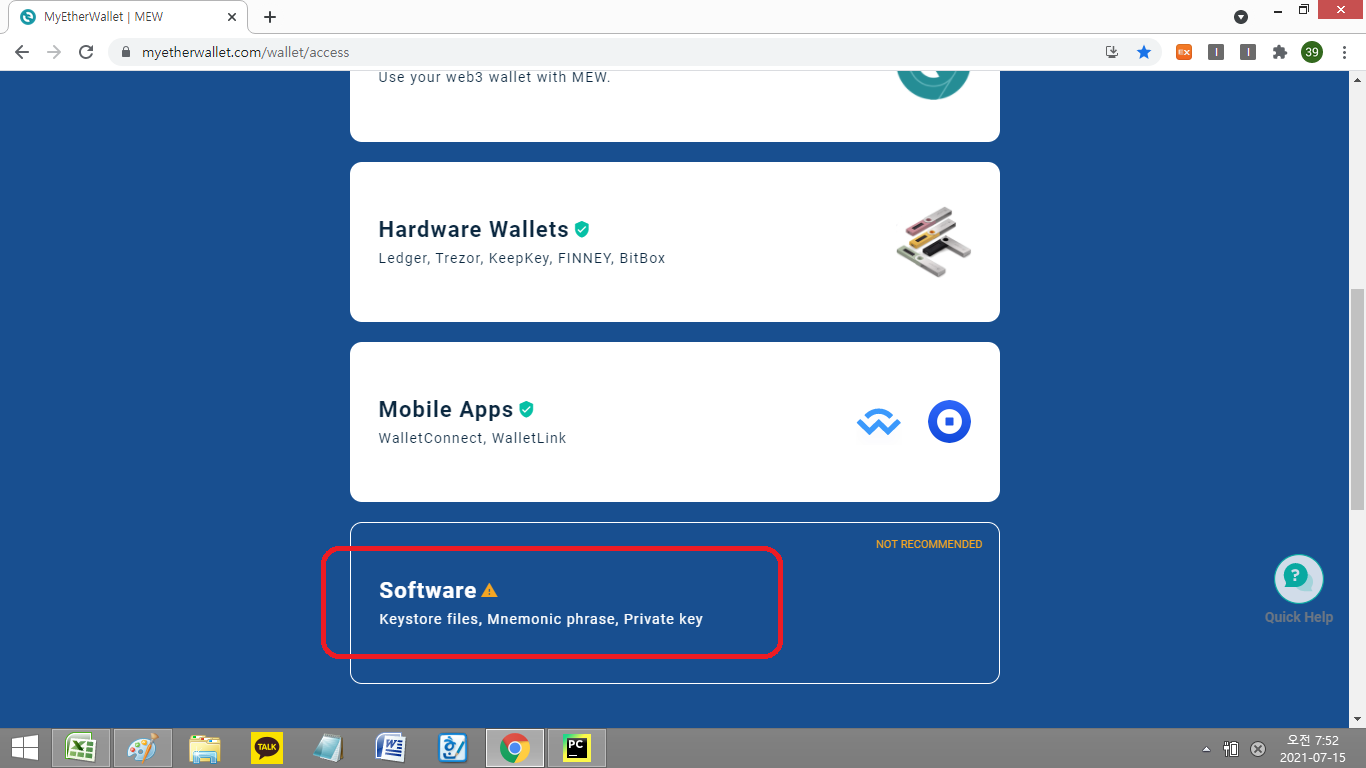 MyEtherWallet | MEW
myetherwallet.com/wallet/access
39
Use your web3 wallet with MEW.
Hardware Wallets
Ledger, Trezor, KeepKey, FINNEY, BitBox
Mobile Apps
WalletConnect, WalletLink
NOT RECOMMENDED
Software
Keystore files, Mnemonic phrase, Private key
?
Quick Help
TALK
PC
오전 7:52
2021-07-15